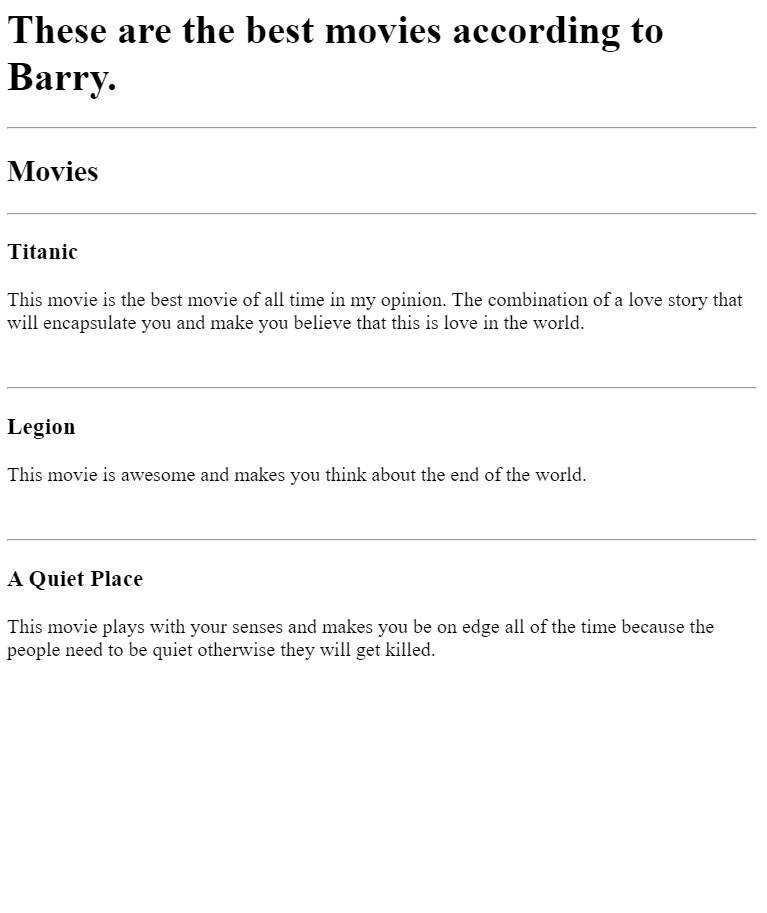 These are the best movies according to
Barry.
Movies
Titanic
This movie is the best movie of all time in my opinion. The combination of a love story that
will encapsulate you and make you believe that this is love in the world.
Legion
This movie is awesome and makes you think about the end of the world.
A Quiet Place
This movie plays with your senses and makes you be on edge all of the time because the
people need to be quiet otherwise they will get killed.